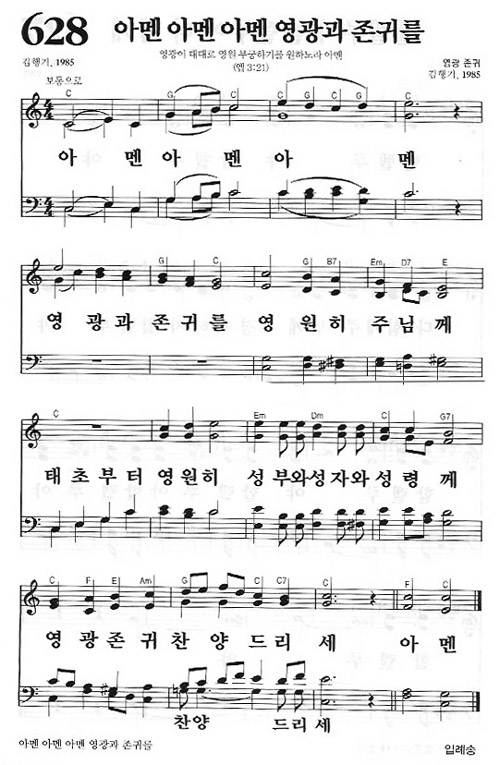 628 아멘 아멘 아멘 영광과 존귀를
영광이 대대로 영원 무궁하기를 원하노라 아멘
김행기, 1985
(엡 3:21)
영광 존귀
김행기, 1985
보통으로
C G C G C G C
아 멘 아 멘 아 멘
G C G B7 Em D7 E
영 광과 존 귀를 영 원히 주 님 께
C Em Dm C G7
태 초 부 터 영 원 히 성 부와성 자와 성 령 께
C F E Am G C C7 F C
영 광 존 귀 찬 양 드 리 세 아 멘
찬양 드리 세
아멘 아멘 아멘 영광과 존귀를
입례송